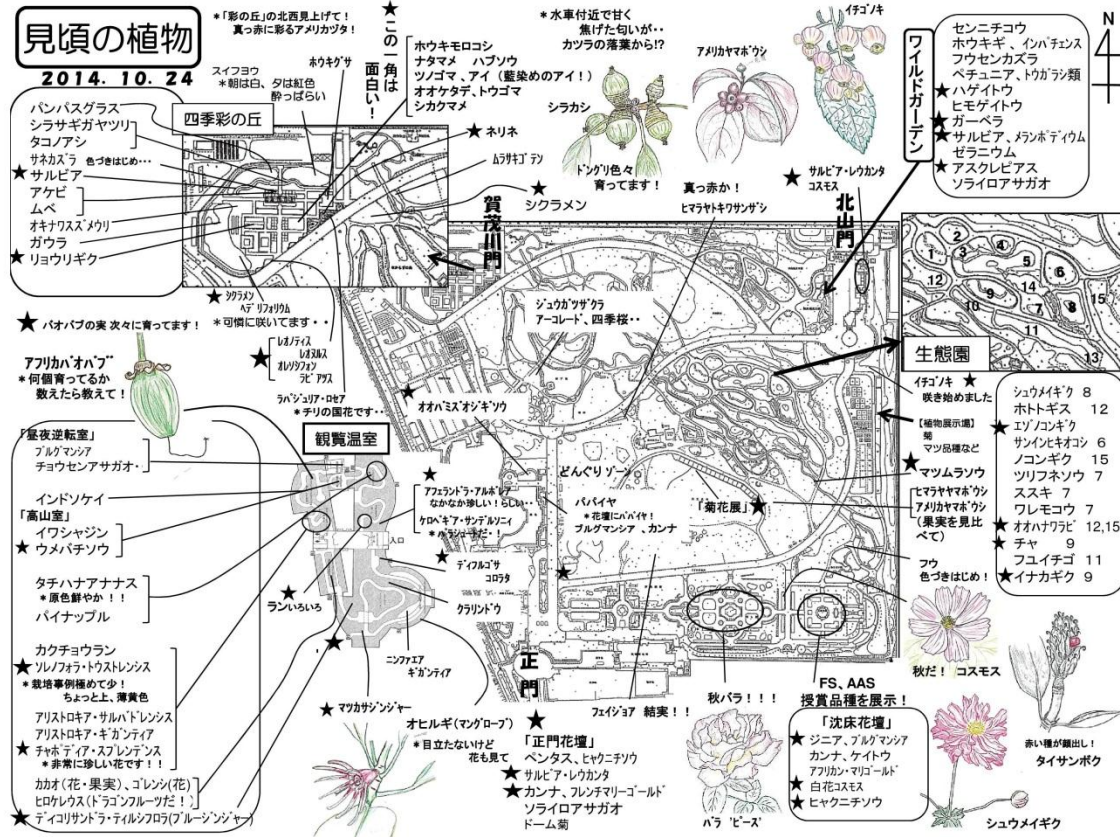 見頃の植物
2014. 10. 24
*「彩の丘」の北西見上げて!
真っ赤に彩るアメリカヅタ!
スイフヨウ
*朝は白、夕は紅色
酔っぱらい
ホウキグサ
★この一角は
面白い!
ホウキモロコシ
ナタマメ ハブソウ
ツノゴマ、アイ(藍染めのアイ!)
オオケタデ、トウゴマ
シカクマメ
★ネリネ
ムラサキゴテン
★
シクラメン
*水車付近で甘く
焦げた匂いが・・
カツラの落葉から!?
シラカシ
ドングリ色々
育ってます!
アメリカヤマボウシ
イチゴノキ
★サルビア・レウカンタ
コスモス
真っ赤か!
ヒマラヤトキワサンザシ
ワイルドガーデン
センニチコウ
ホウキギ、インパチェンス
フウセンカズラ
ペチュニア、トウガラシ類
★ハゲイトウ
ヒモゲイトウ
★ガーベラ
★サルビア、メランポディウム
ゼラニウム
★アスクレピアス
ソライロアサガオ
N
4
四季彩の丘
パンパスグラス
シラサギガヤツリ
タコノアシ
サネカズラ 色づきはじめ・・・
★サルビア
アケビ
ムベ
オキナワスズメウリ
ガウラ
★リョウリギク
賀茂川門
北山門
★シクラメン
ヘデリフォリウム
*可憐に咲いてます・・
★レオノティス
レオヌルス
オレンジフォン
ラビアツス
ラパジュリア・ロセア
*チリの国花です・・
ジュウガツザクラ
アーコレード、四季桜・・
1
2
3
4
5
6
7
8
9
10
11
12
13
14
15
生態園
★バオバブの実 次々に育ってます!
アフリカバオバブ
*何個育ってるか
数えたら教えて!
★
オオバミズオジギソウ
イチゴノキ ★
咲き始めました
【植物展示場】
菊
マツ品種など
★
マツムラソウ
ヒマラヤヤマボウシ
アメリカヤマボウシ
(果実を見比
べて)
シュウメイギク 8
ホトトギス 12
★エゾノコンギク
サンインヒキオコシ 6
ノコンギク 15
ツリフネソウ 7
ススキ 7
ワレモコウ 7
★オオハナワラビ 12,15
★チャ 9
フユイチゴ 11
★イナカギク 9
観覧温室
「昼夜逆転室」
ブルグマンシア
チョウセンアサガオ・
インドソケイ
「高山室」
イワシャジン
★ウメバチソウ
タチハナアナナス
*原色鮮やか!!
パイナップル
カクチョウラン
★ソレノフォラ・トウストレンシス
*栽培事例極めて少!
ちょっと上、薄黄色
アリストロキア・サルバドレンシス
アリストロキア・ギガンティア
★チャボディア・スプレンデンス
*非常に珍しい花です!!
カカオ(花・果実)、ゴレンシ(花)
ヒロケレウス(ドラゴンフルーツだ!)
★ディコリサンドラ・ティルシフロラ(ブルージンジャー)
★
アフェランドラ・アルボレア
なかなか珍しい!らしい・・
ケロペギア・サンデルソニィ
*パラシュートだ・!
入口
★
ディフルゴサ
コロラタ
★
ランいろいろ
クラリンドウ
ニンファエア
ギガンティア
★
★マツカサジンジャー
オヒルギ(マングローブ)
*目立たないけど
花も見て
どんぐりゾーン
パパイヤ
*花壇にパパイヤ!
ブルグマンシア、カンナ
★
「菊花展」★
フウ
色づきはじめ!
正門
★
「正門花壇」
ペンタス、ヒャクニチソウ
★サルビア・レウカンタ
★カンナ、フレンチマリーゴールド
ソライロアサガオ
ドーム菊
フェイジョア 結実!!
秋バラ!!!
バラ 'ピース'
FS、AAS
授賞品種を展示!
「沈床花壇」
★ジニア、ブルグマンシア
カンナ、ケイトウ
アフリカン・マリゴールド
★白花コスモス
★ヒャクニチソウ
秋だ! コスモス
赤い種が顔出し!
タイサンボク
シュウメイギク